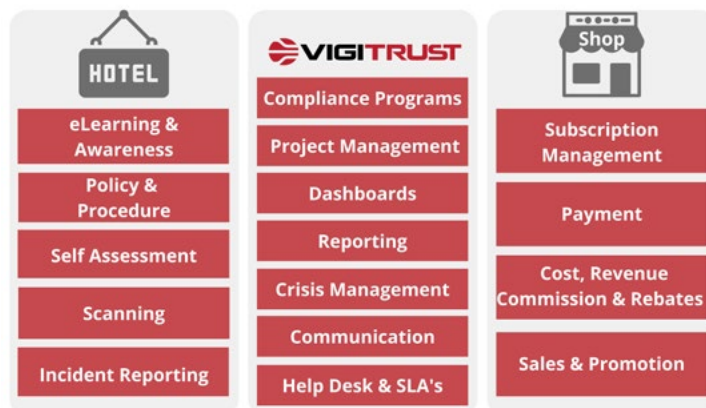 HOTEL
eLearning &
Awareness
Policy &
Procedure
Self Assessment
Scanning
Incident Reporting
VIGITRUST
Compliance Programs
Project Management
Dashboards
Reporting
Crisis Management
Communication
Help Desk & SLA's
Shop
Subscription
Management
Payment
Cost, Revenue
Commission & Rebates
Sales & Promotion